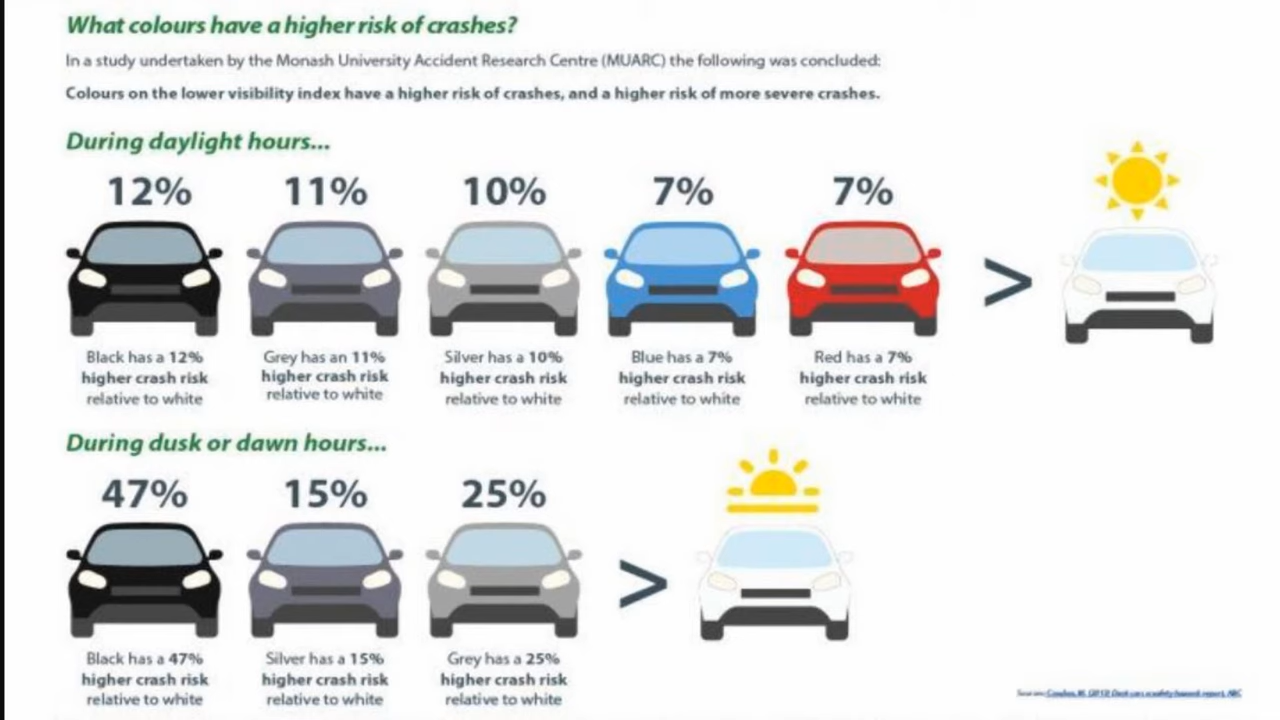 What colours have a higher risk of crashes?
In a study undertaken by the Monash University Accident Research Centre (MUARC) the following was concluded:
Colours on the lower visibility index have a higher risk of crashes, and a higher risk of more severe crashes.
During daylight hours...
12% 11% 10% 7% 7%
>
Black has a 12%
higher crash risk
relative to white
Grey has an 11%
higher crash risk
relative to white
Silver has a 10%
higher crash risk
relative to white
Blue has a 7%
higher crash risk
relative to white
Red has a 7%
higher crash risk
relative to white
During dusk or dawn hours...
47% 15% 25%
>
Black has a 47%
higher crash risk
relative to white
Silver has a 15%
higher crash risk
relative to white
Grey has a 25%
higher crash risk
relative to white